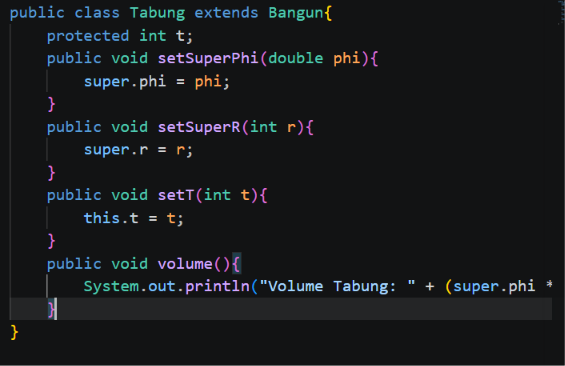 public class Tabung extends Bangun{
    protected int t;
    public void setSuperPhi(double phi){
        super.phi = phi;
    }
    public void setSuperR(int r){
        super.r = r;
    }
    public void setT(int t){
        this.t = t;
    }
    public void volume(){
        System.out.println("Volume Tabung: " + (super.phi *
    }
}